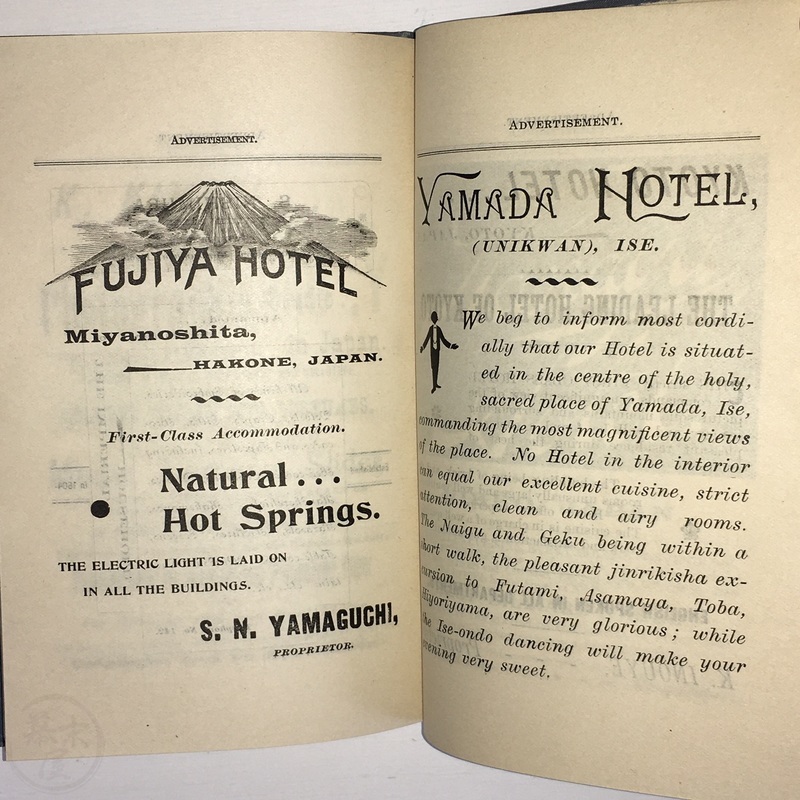 ADVERTISEMENT.
FUJIYA HOTEL
Miyanoshita,
HAKONE, JAPAN.
First-Class Accommodation.
Natural...
Hot Springs.
THE ELECTRIC LIGHT IS LAID ON
IN ALL THE BUILDINGS.
S. N. YAMAGUCHI,
PROPRIETOR.
ADVERTISEMENT.
YAMADA HOTEL,
(UNIKWAN), ISE.
We beg to inform most cordi-
ally that our Hotel is situat-
ed in the centre of the holy,
sacred place of Yamada, Ise,
commanding the most magnificent views
of the place. No Hotel in the interior
can equal our excellent cuisine, strict
attention, clean and airy rooms.
The Naigu and Geku being within a
short walk, the pleasant jinrikisha ex-
cursion to Futami, Asamaya, Toba,
Hiyoriyama, are very glorious; while
the Ise-ondo dancing will make your
evening very sweet.